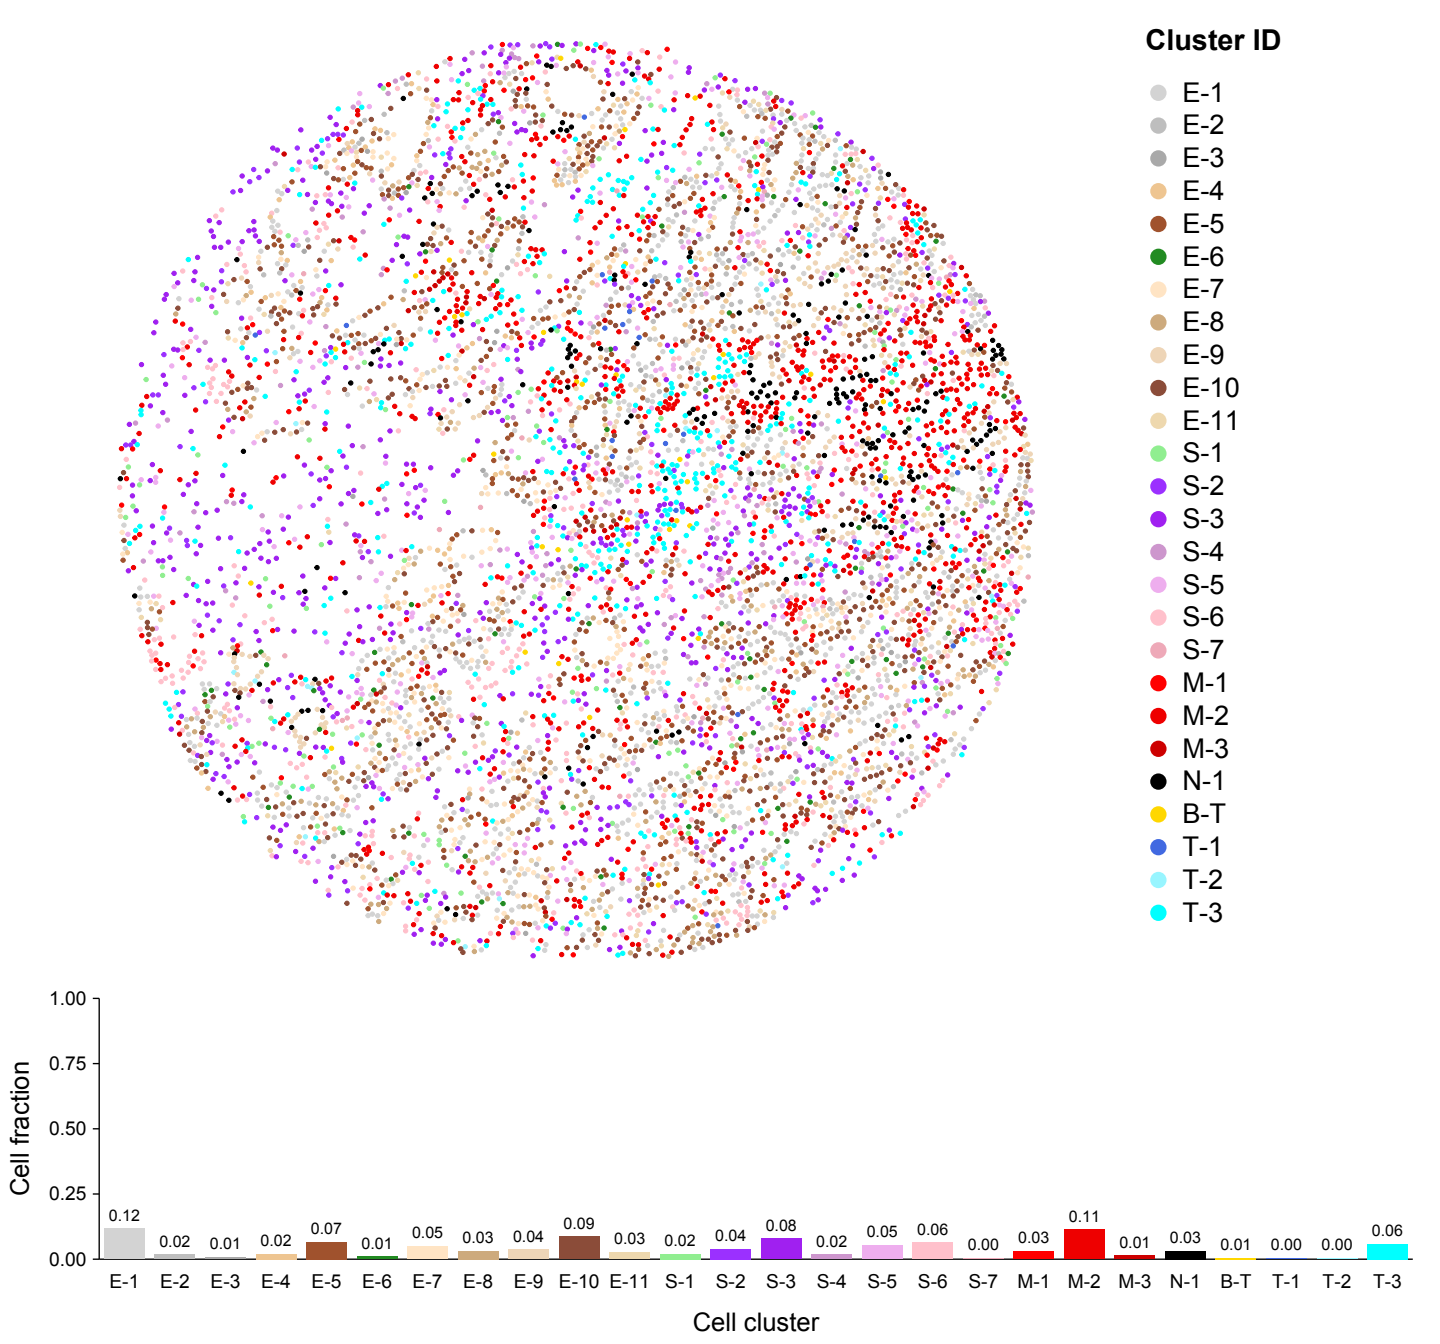 Cluster ID
E-1
E-2
E-3
E-4
E-5
E-6
E-7
E-8
E-9
E-10
E-11
S-1
S-2
S-3
S-4
S-5
S-6
S-7
M-1
M-2
M-3
N-1
B-T
T-1
T-2
T-3
1.00
0.75
0.50
0.25
0.00
Cell fraction
0.12 0.02 0.01 0.02 0.07 0.01 0.05 0.03 0.04 0.09 0.03 0.02 0.04 0.08 0.02 0.05 0.06 0.00 0.03 0.11 0.01 0.03 0.01 0.00 0.00 0.06
E-1 E-2 E-3 E-4 E-5 E-6 E-7 E-8 E-9 E-10 E-11 S-1 S-2 S-3 S-4 S-5 S-6 S-7 M-1 M-2 M-3 N-1 B-T T-1 T-2 T-3
Cell cluster